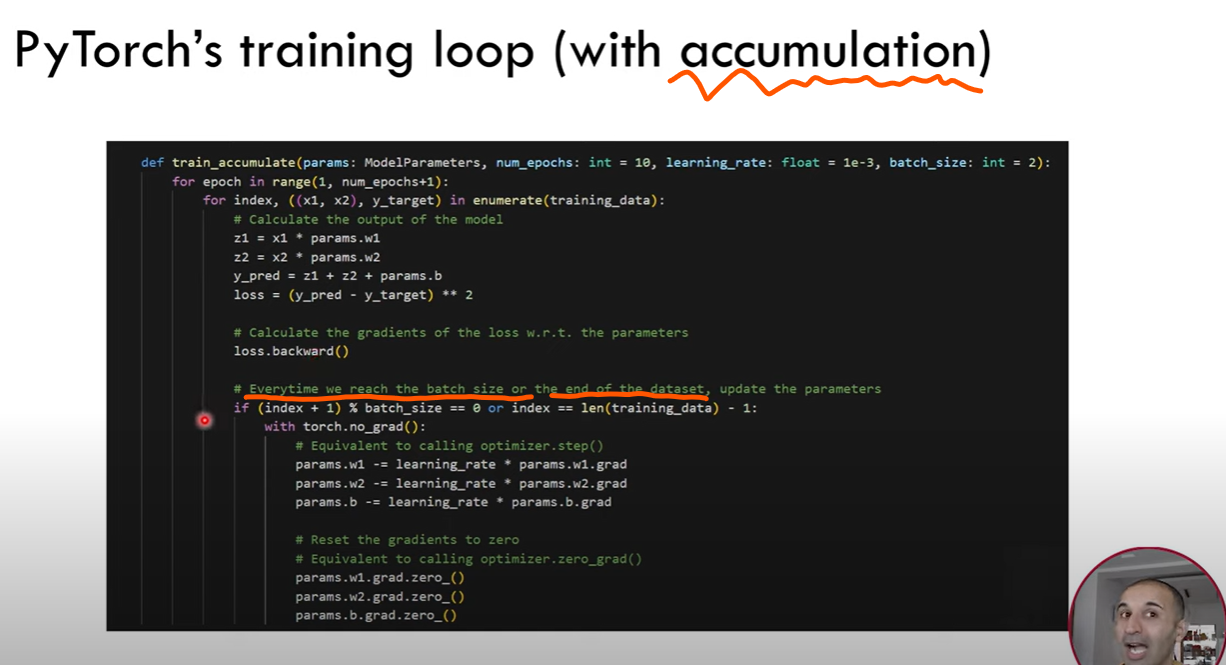 PyTorch's training loop (with accumulation)
def train_accumulate(params: ModelParameters, num_epochs: int = 10, learning_rate: float = 1e-3, batch_size: int = 2):
for epoch in range(1, num_epochs+1):
for index, ((x1, x2), y_target) in enumerate(training_data):
# Calculate the output of the model
z1 = x1 * params.w1
z2 = x2 * params.w2
y_pred = z1 + z2 + params.b
loss = (y_pred - y_target) ** 2
# Calculate the gradients of the loss w.r.t. the parameters
loss.backward()
# Everytime we reach the batch size or the end of the dataset, update the parameters
if (index + 1) % batch_size == 0 or index == len(training_data) - 1:
with torch.no_grad():
# Equivalent to calling optimizer.step()
params.w1 -= learning_rate * params.w1.grad
params.w2 -= learning_rate * params.w2.grad
params.b -= learning_rate * params.b.grad
# Reset the gradients to zero
# Equivalent to calling optimizer.zero_grad()
params.w1.grad.zero_()
params.w2.grad.zero_()
params.b.grad.zero_()